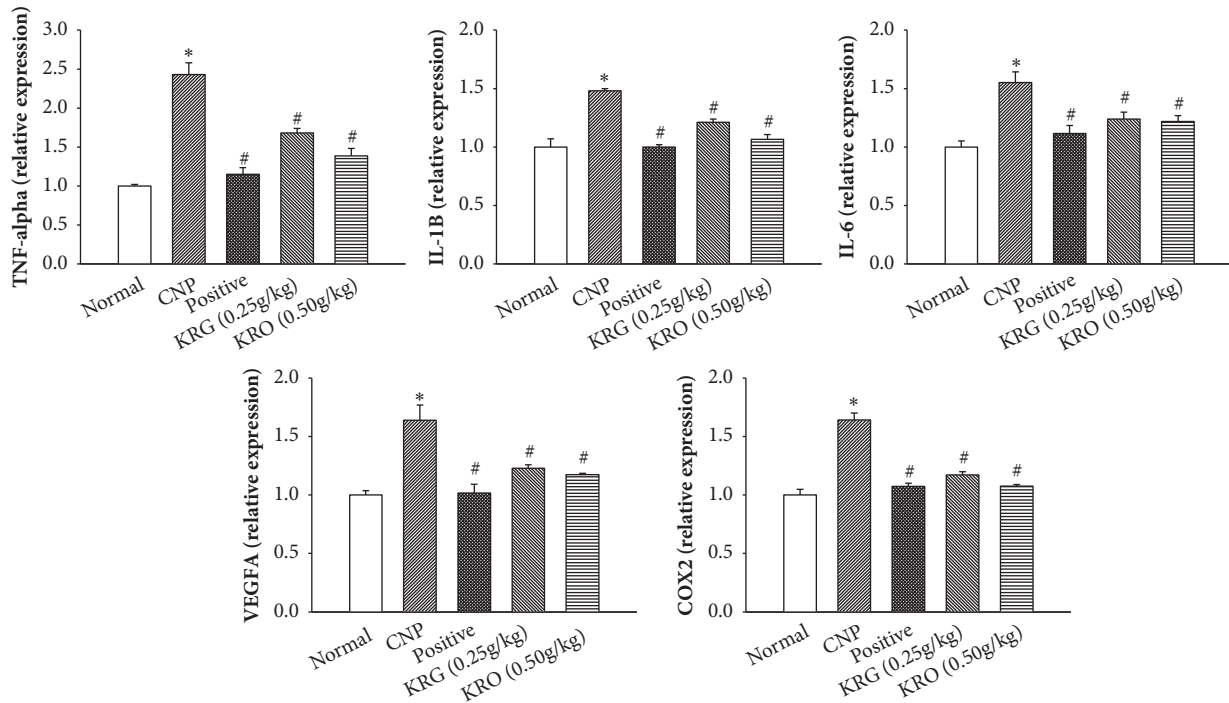 TNF-alpha (relative expression)
3.0
2.5
2.0
1.5
1.0
0.5
0.0
*
#
#
#
Normal
CNP
Positive
KRG (0.25g/kg)
KRO (0.50g/kg)
IL-1B (relative expression)
2.0
1.5
1.0
0.5
0.0
*
#
#
#
Normal
CNP
Positive
KRG (0.25g/kg)
KRO (0.50g/kg)
IL-6 (relative expression)
2.0
1.5
1.0
0.5
0.0
*
#
#
#
Normal
CNP
Positive
KRG (0.25g/kg)
KRO (0.50g/kg)
VEGFA (relative expression)
2.0
1.5
1.0
0.5
0.0
*
#
#
#
Normal
CNP
Positive
KRG (0.25g/kg)
KRO (0.50g/kg)
COX2 (relative expression)
2.0
1.5
1.0
0.5
0.0
*
#
#
#
Normal
CNP
Positive
KRG (0.25g/kg)
KRO (0.50g/kg)